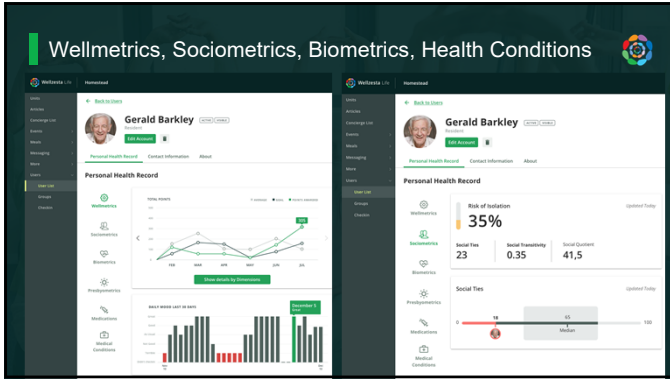 Wellmetrics, Sociometrics, Biometrics, Health Conditions
Wellzesta Life
Homestead
Units
Articles
Concierge List
Events
Meals
Messaging
More
Users
User List
Groups
Checkin
Back to Users
Gerald Barkley
Resident
Edit Account
Personal Health Record
Contact Information
About
Personal Health Record
Wellmetrics
Sociometrics
Biometrics
Presbyometrics
Medications
Medical
Conditions
TOTAL POINTS
FEB
MAR
APR
MAY
JUN
JUL
Show details by Dimensions
DAILY MOOD LAST 30 DAYS
December 5
Wellzesta Life
Homestead
Units
Articles
Concierge List
Events
Meals
Messaging
More
Users
User List
Groups
Checkin
Back to Users
Gerald Barkley
Resident
Edit Account
Personal Health Record
Contact Information
About
Personal Health Record
Wellmetrics
Sociometrics
Biometrics
Presbyometrics
Medications
Medical
Conditions
Risk of Isolation
Updated Today
35%
Social Ties
Social Transitivity
Social Quotient
23
0.35
41,5
Social Ties
Updated Today
0
18
65
100
Median